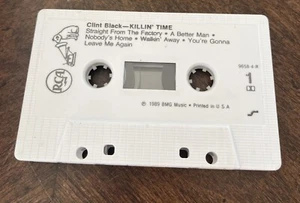 Clint Black—KILLIN' TIME
Straight From The Factory • A Better Man •
Nobody's Home • Walkin' Away • You're Gonna
Leave Me Again
RCA
1
© 1989 BMG Music • Printed in U.S.A.